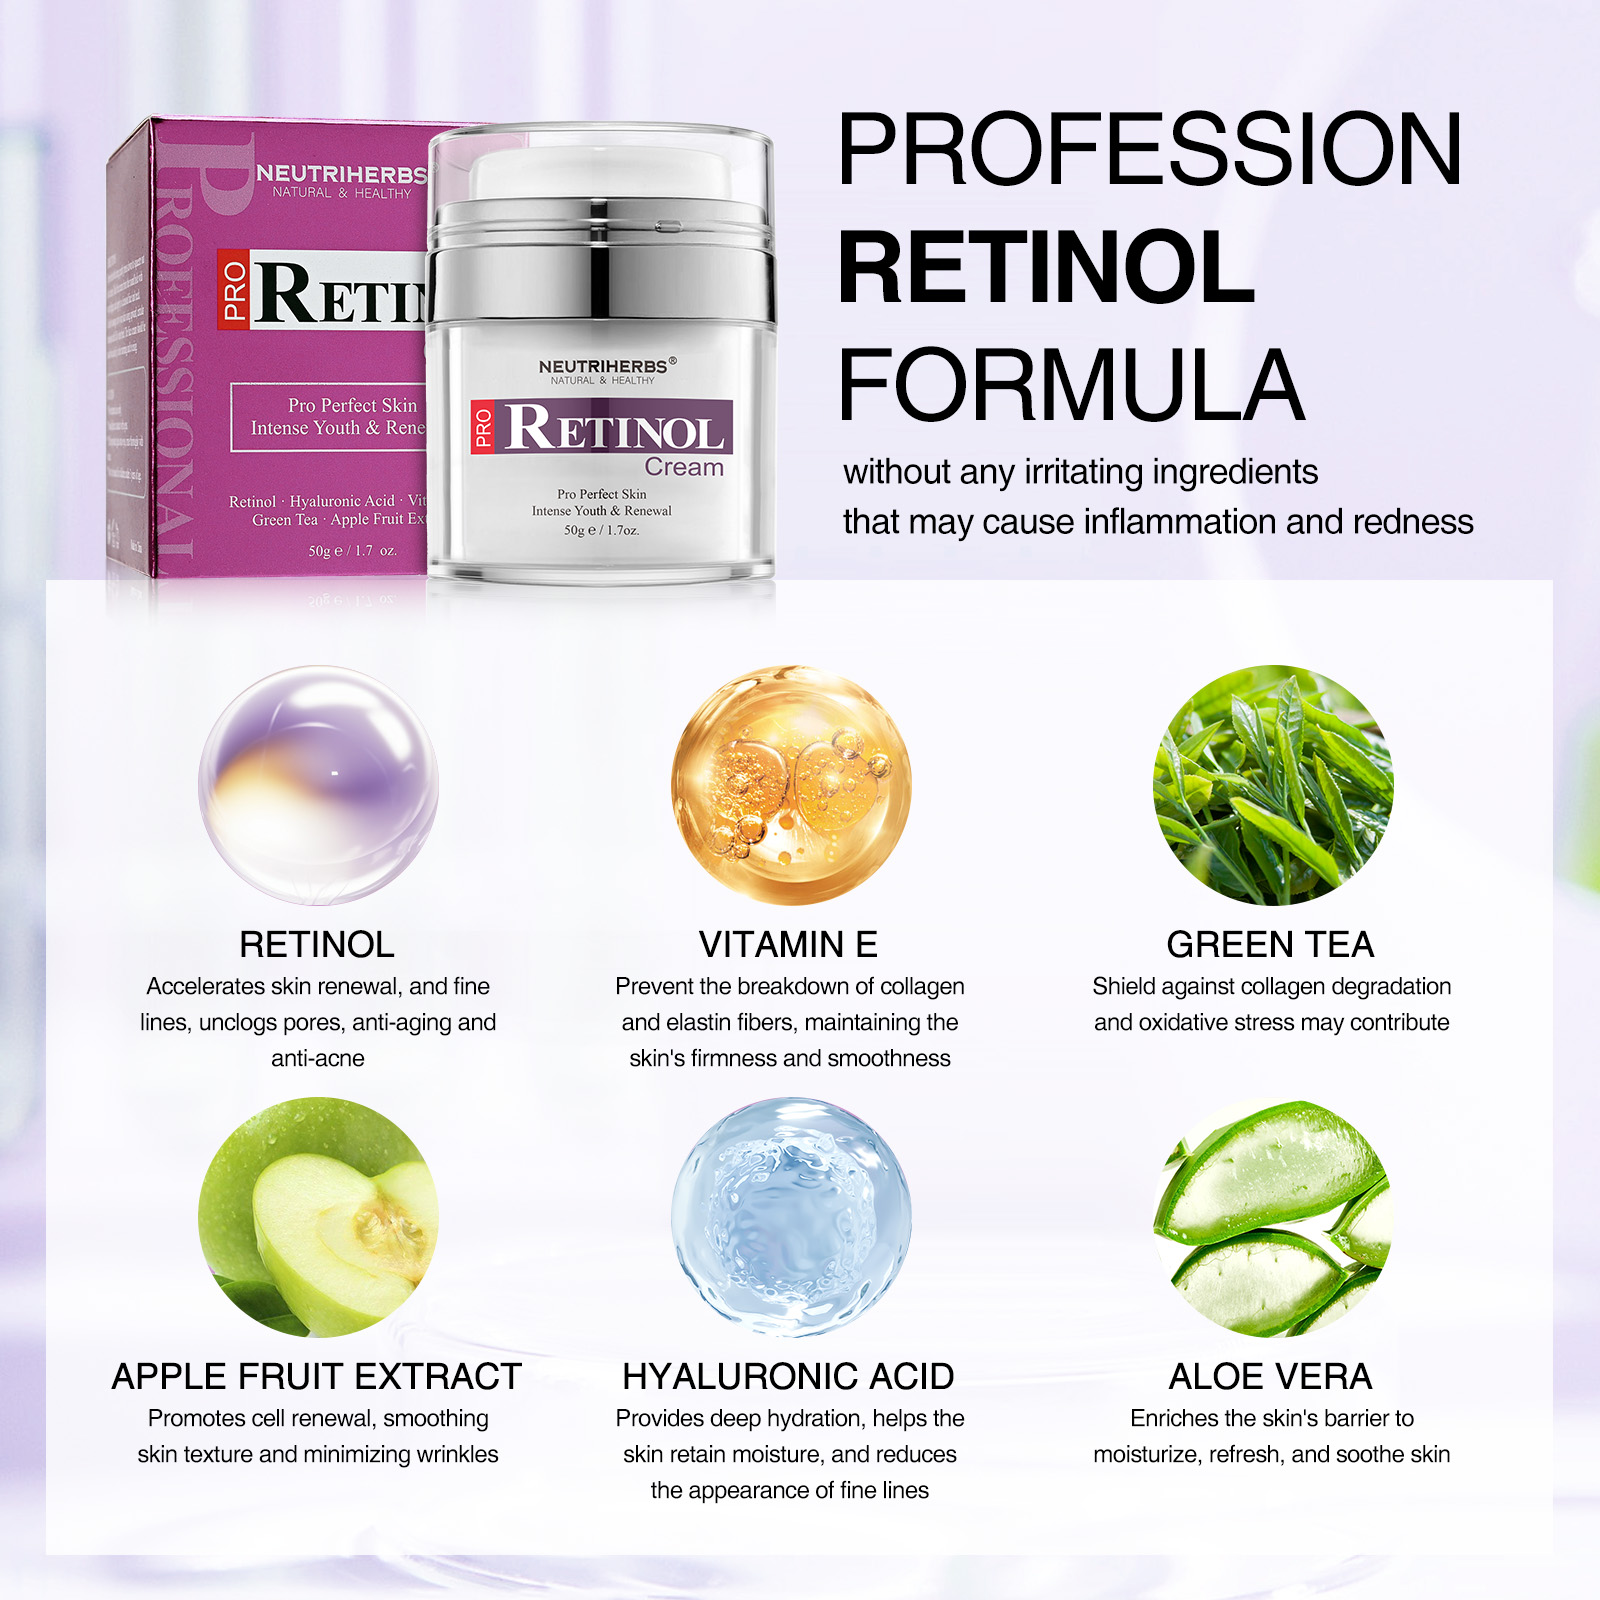 PROFESSION
RETINOL
FORMULA
without any irritating ingredients
that may cause inflammation and redness
PROFESSIONAL
NEUTRIHERBS
NATURAL & HEALTHY
PRO
RETIN
Pro Perfect Skin
Intense Youth & Rene
Retinol · Hyaluronic Acid · Vit
Green Tea · Apple Fruit Ext
50g e / 1.7 oz.
NEUTRIHERBS®
NATURAL & HEALTHY
PRO RETINOL
Cream
Pro Perfect Skin
Intense Youth & Renewal
50g e / 1.7oz.
RETINOL
Accelerates skin renewal, and fine
lines, unclogs pores, anti-aging and
anti-acne
VITAMIN E
Prevent the breakdown of collagen
and elastin fibers, maintaining the
skin's firmness and smoothness
GREEN TEA
Shield against collagen degradation
and oxidative stress may contribute
APPLE FRUIT EXTRACT
Promotes cell renewal, smoothing
skin texture and minimizing wrinkles
HYALURONIC ACID
Provides deep hydration, helps the
skin retain moisture, and reduces
the appearance of fine lines
ALOE VERA
Enriches the skin's barrier to
moisturize, refresh, and soothe skin